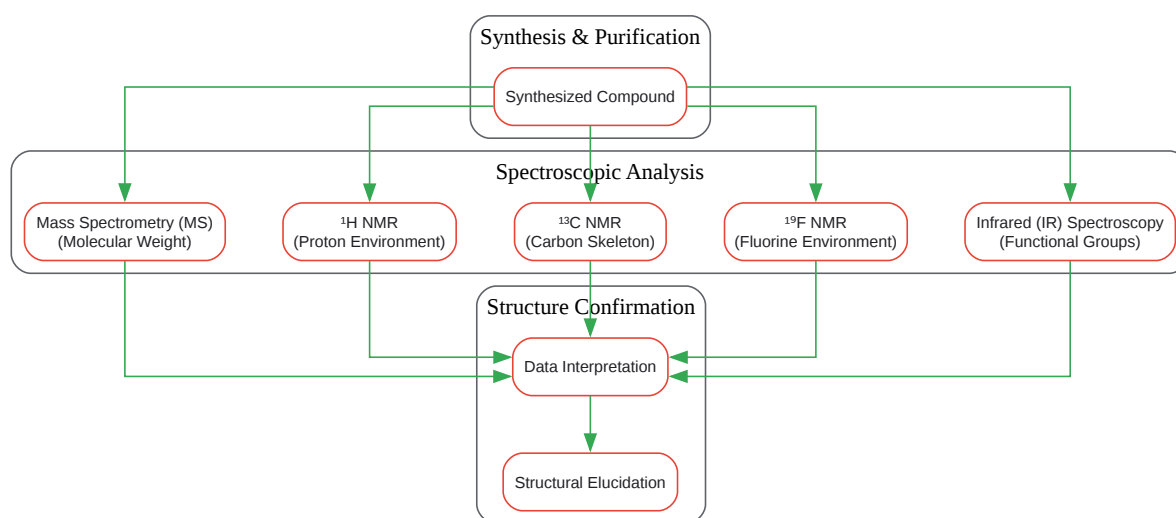 Synthesis & Purification
Synthesized Compound
Spectroscopic Analysis
Mass Spectrometry (MS)
(Molecular Weight)
¹H NMR
(Proton Environment)
¹³C NMR
(Carbon Skeleton)
¹⁹F NMR
(Fluorine Environment)
Infrared (IR) Spectroscopy
(Functional Groups)
Structure Confirmation
Data Interpretation
Structural Elucidation